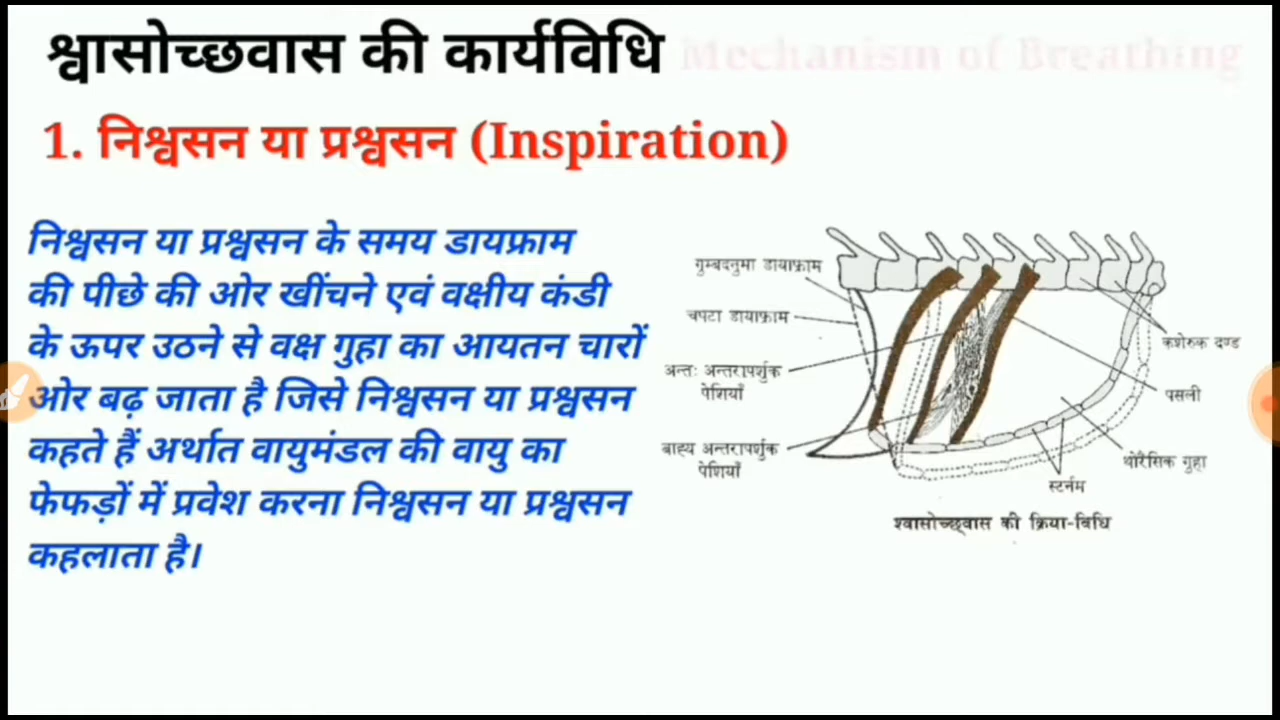 श्वासोच्छवास की कार्यविधि Mechanism of Breathing
1. निश्वसन या प्रश्वसन (Inspiration)
निश्वसन या प्रश्वसन के समय डायफ्राम
की पीछे की ओर खींचने एवं वक्षीय कंडी
के ऊपर उठने से वक्ष गुहा का आयतन चारों
ओर बढ़ जाता है जिसे निश्वसन या प्रश्वसन
कहते हैं अर्थात वायुमंडल की वायु का
फेफड़ों में प्रवेश करना निश्वसन या प्रश्वसन
कहलाता है।
गुम्बदनुमा डायाफ्राम
चपटा डायाफ्राम
अन्तः अन्तरापर्शुक
पेशियाँ
बाह्य अन्तरापर्शुक
पेशियाँ
कशेरुक दण्ड
पसली
थोरैसिक गुहा
स्टर्नम
श्वासोच्छ्वास की क्रिया-विधि